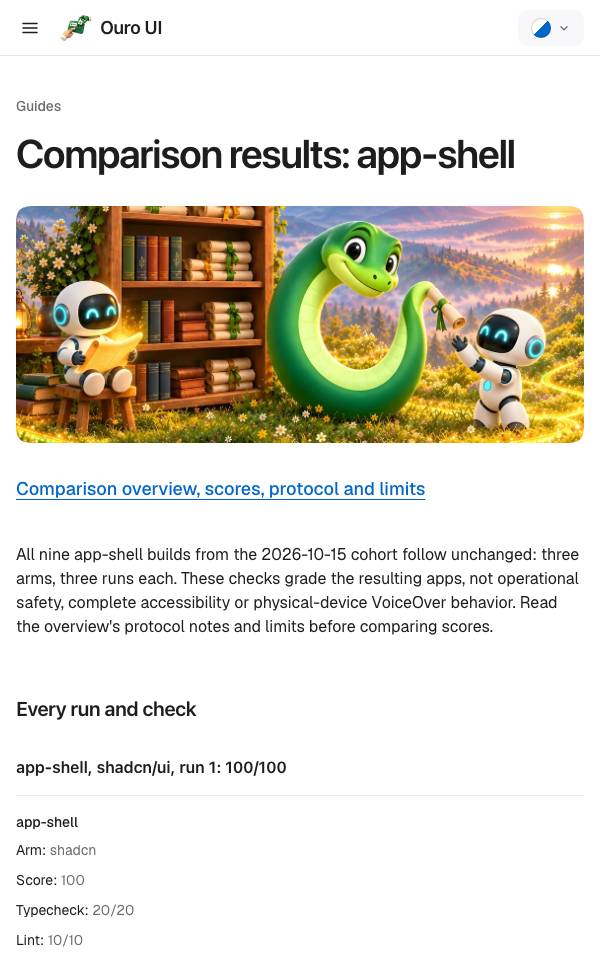 Ouro UI
Guides
Comparison results: app-shell
Comparison overview, scores, protocol and limits
All nine app-shell builds from the 2026-10-15 cohort follow unchanged: three
arms, three runs each. These checks grade the resulting apps, not operational
safety, complete accessibility or physical-device VoiceOver behavior. Read
the overview's protocol notes and limits before comparing scores.
Every run and check
app-shell, shadcn/ui, run 1: 100/100
app-shell
Arm: shadcn
Score: 100
Typecheck: 20/20
Lint: 10/10